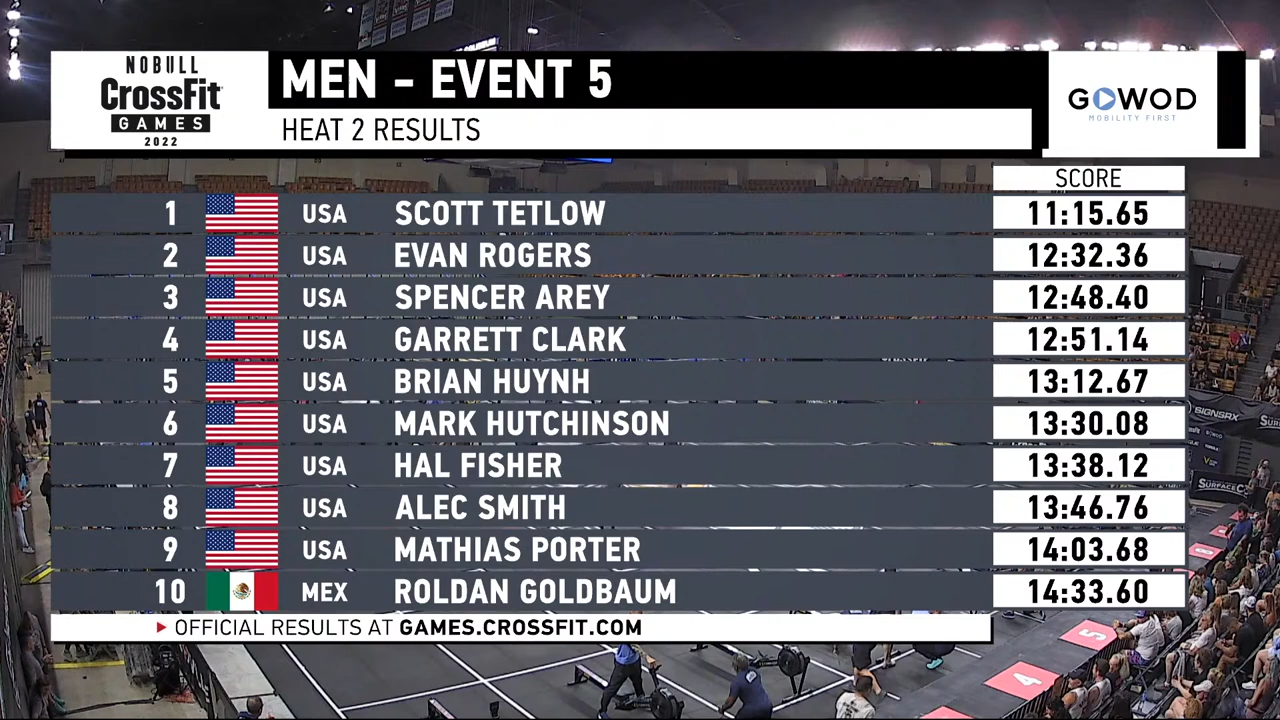 NOBULL
CrossFit
GAMES
2022
MEN - EVENT 5
HEAT 2 RESULTS
GOWOD
MOBILITY FIRST
SCORE
1 USA SCOTT TETLOW 11:15.65
2 USA EVAN ROGERS 12:32.36
3 USA SPENCER AREY 12:48.40
4 USA GARRETT CLARK 12:51.14
5 USA BRIAN HUYNH 13:12.67
6 USA MARK HUTCHINSON 13:30.08
7 USA HAL FISHER 13:38.12
8 USA ALEC SMITH 13:46.76
9 USA MATHIAS PORTER 14:03.68
10 MEX ROLDAN GOLDBAUM 14:33.60
OFFICIAL RESULTS AT GAMES.CROSSFIT.COM
SIGNSRX
5
4